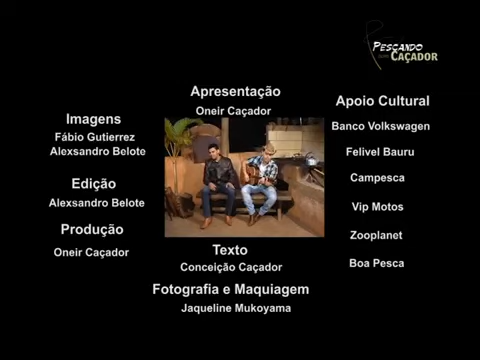 PESCANDO
CAÇADOR
Apresentação
Oneir Caçador
Imagens
Fábio Gutierrez
Alexsandro Belote
Edição
Alexsandro Belote
Produção
Oneir Caçador
Texto
Conceição Caçador
Fotografia e Maquiagem
Jaqueline Mukoyama
Apoio Cultural
Banco Volkswagen
Felivel Bauru
Campesca
Vip Motos
Zooplanet
Boa Pesca